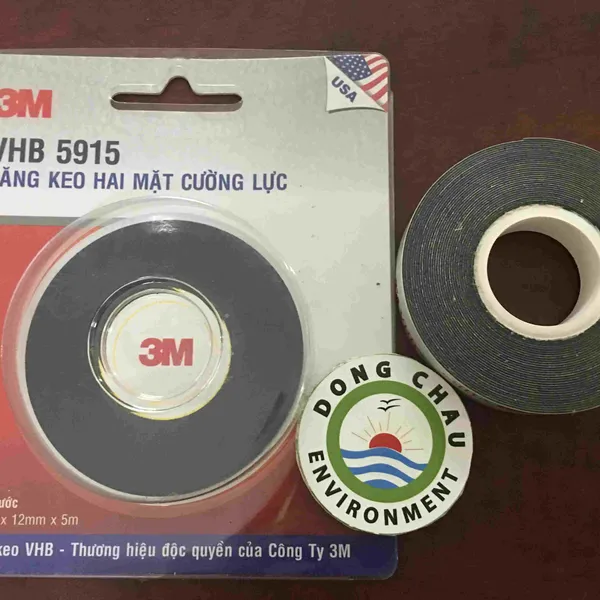 3M
USA
VHB 5915
BĂNG KEO HAI MẶT CƯỜNG LỰC
3M
ước
x 12mm x 5m
keo VHB - Thương hiệu độc quyền của Công Ty 3M
DONG CHAU
ENVIRONMENT